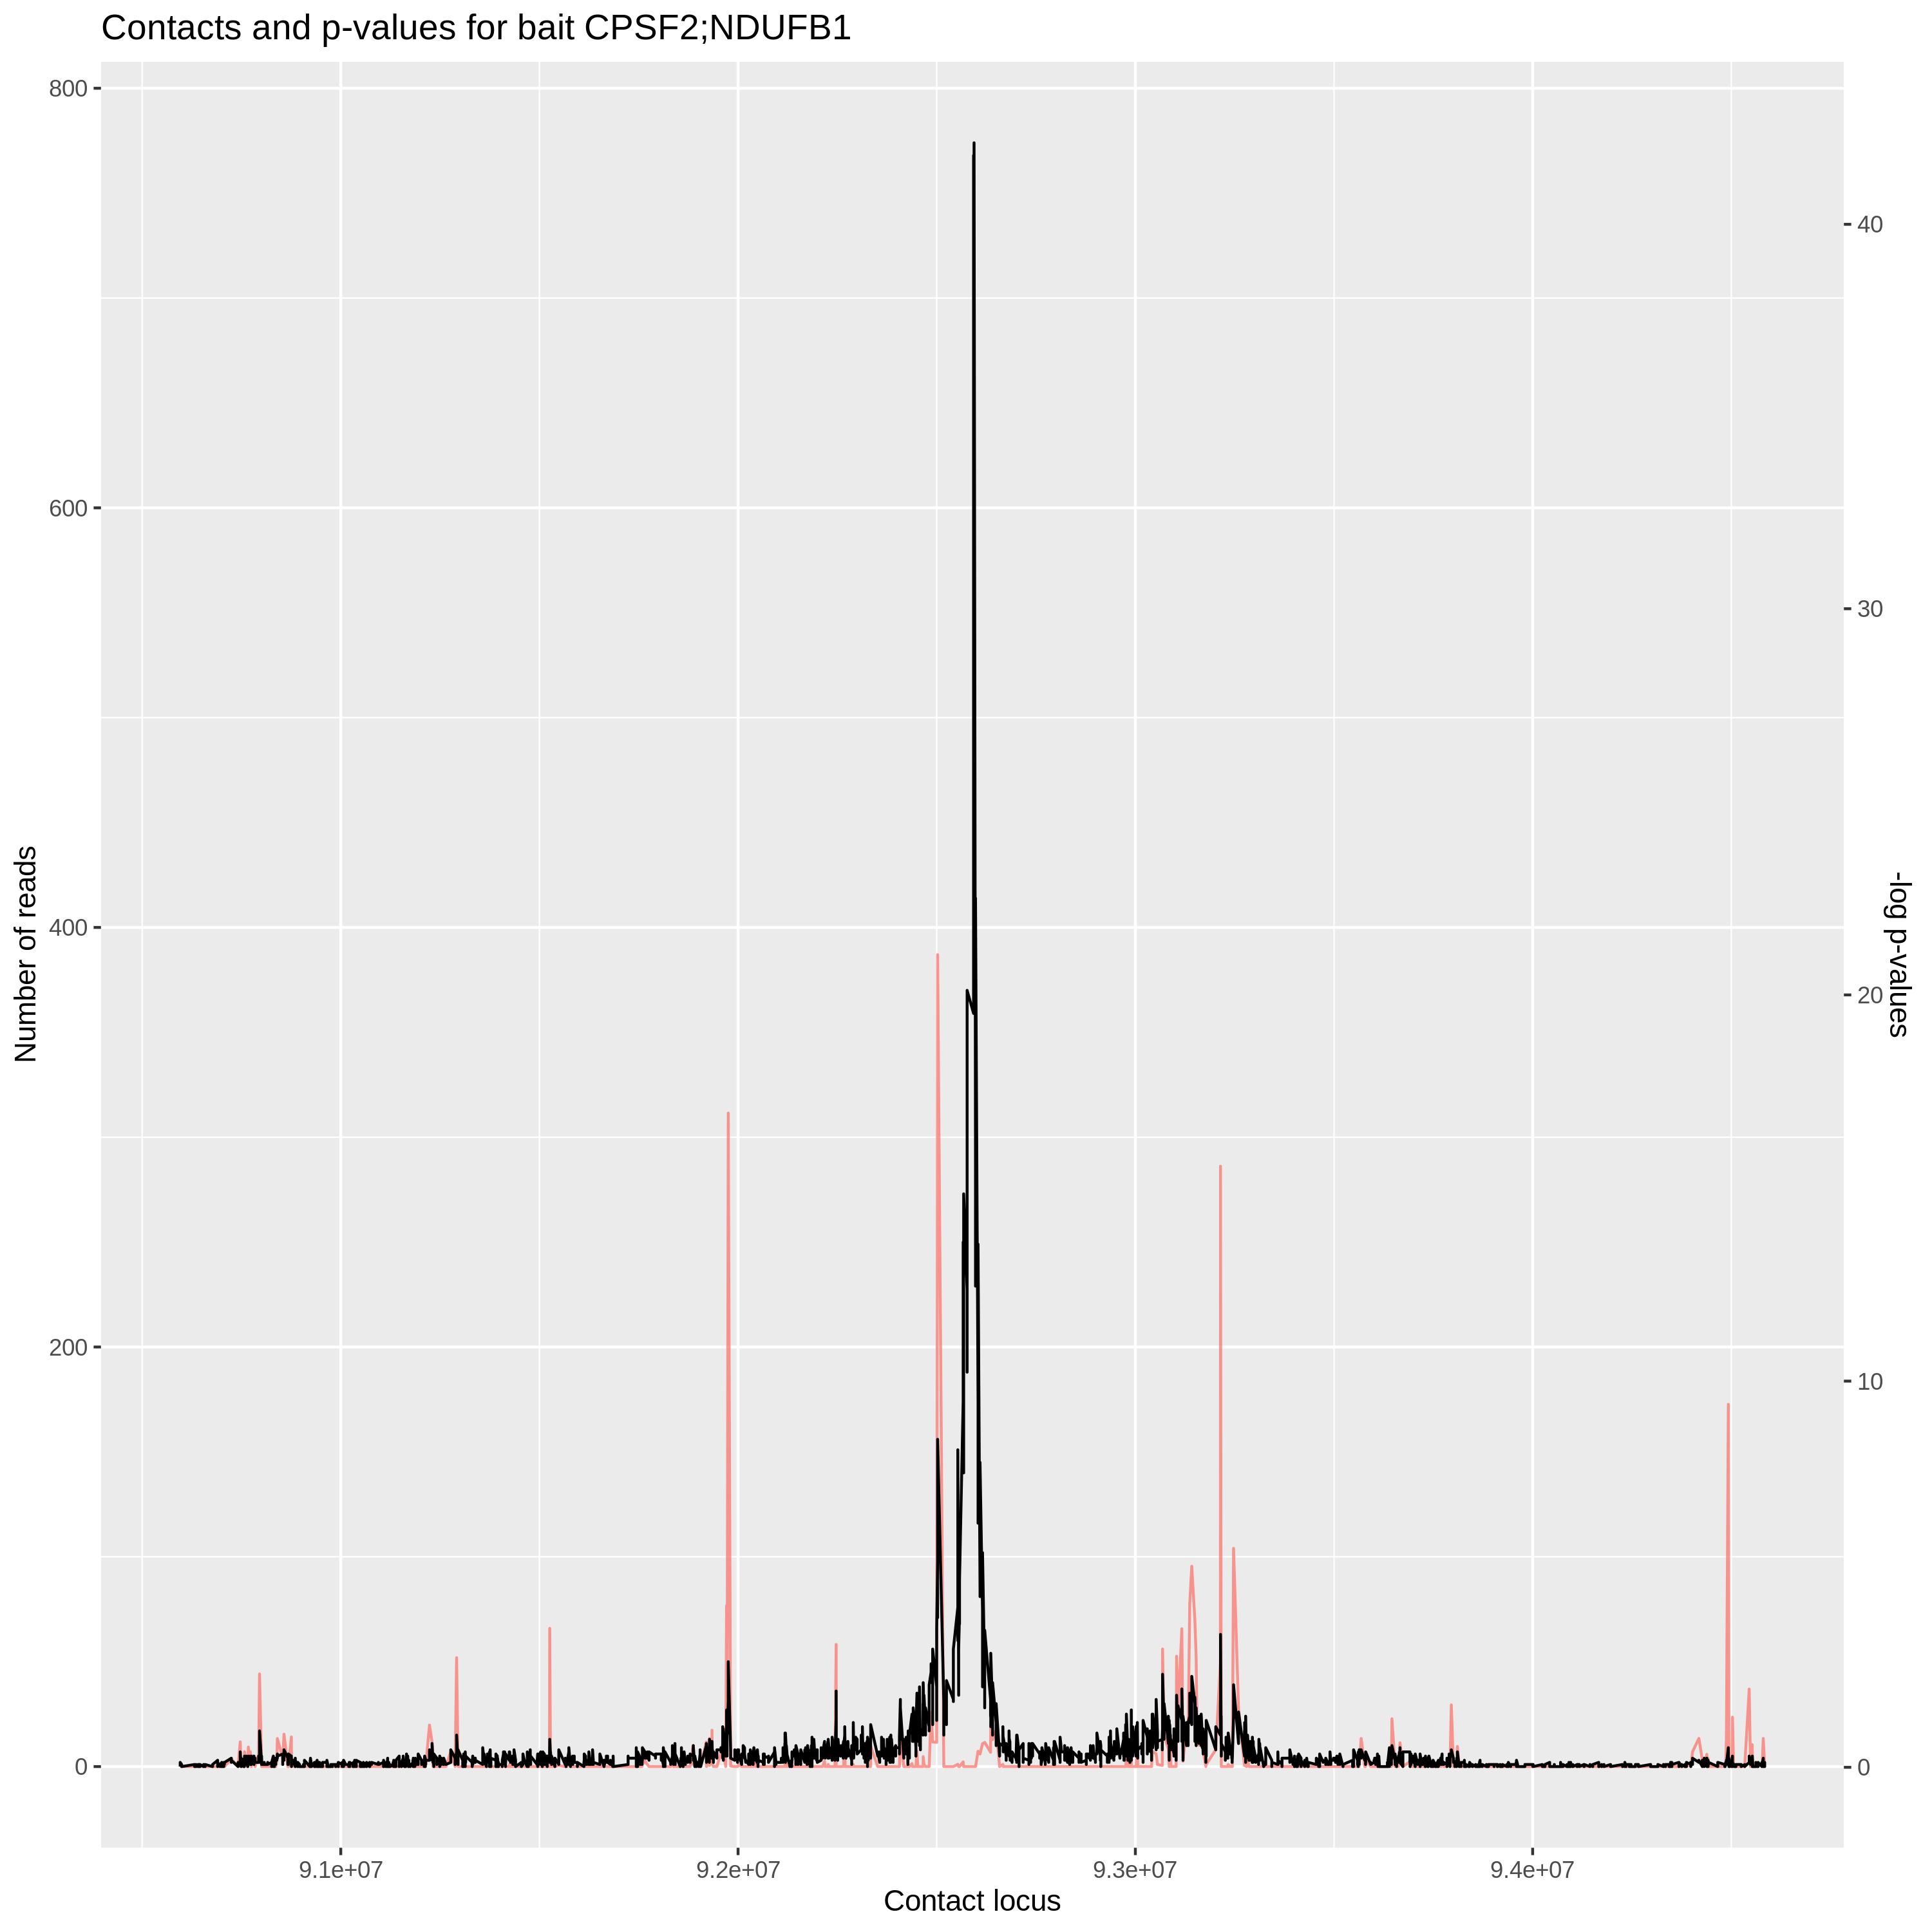 Contacts and p-values for bait CPSF2;NDUFB1
800
600
400
200
0
Number of reads
40
30
20
10
0
-log p-values
9.1e+07 9.2e+07 9.3e+07 9.4e+07
Contact locus